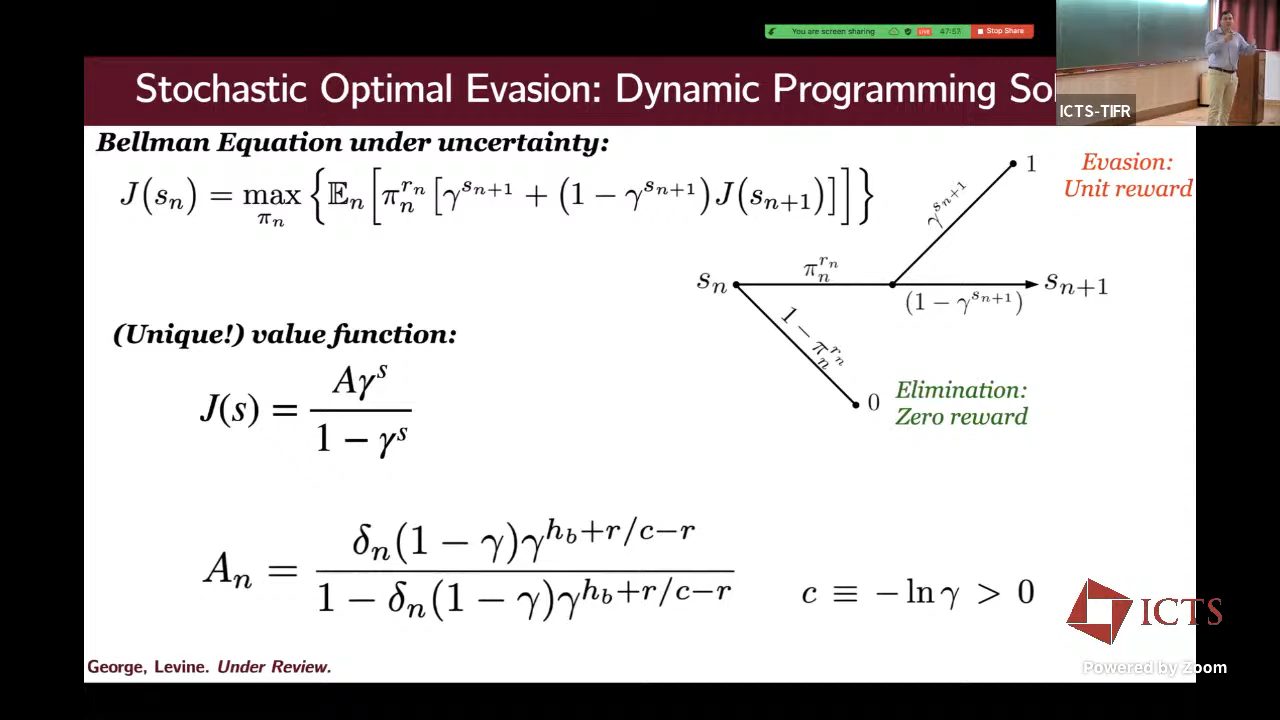 You are screen sharing LIVE 47:57 Stop Share
Stochastic Optimal Evasion: Dynamic Programming So
ICTS-TIFR
Bellman Equation under uncertainty:
J(s_n) = max_{π_n} { 𝔼_n [ π_n^{r_n} [ γ^{s_{n+1}} + (1 − γ^{s_{n+1}}) J(s_{n+1}) ] ] }
1
Evasion:
Unit reward
γ^{s_{n+1}}
π_n^{r_n}
s_n
s_{n+1}
(1 − γ^{s_{n+1}})
1 − π_n^{r_n}
0
Elimination:
Zero reward
(Unique!) value function:
J(s) = Aγ^s / (1 − γ^s)
A_n = δ_n(1 − γ)γ^{h_b+r/c−r} / (1 − δ_n(1 − γ)γ^{h_b+r/c−r})
c ≡ − ln γ > 0
ICTS
George, Levine. Under Review.
Powered by Zoom